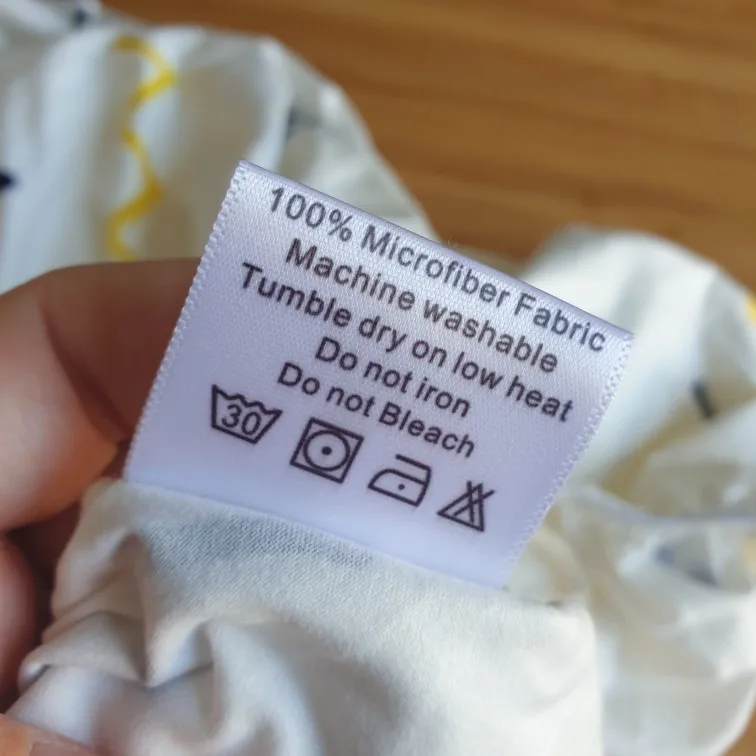 100% Microfiber Fabric
Machine washable
Tumble dry on low heat
Do not iron
Do not Bleach
30